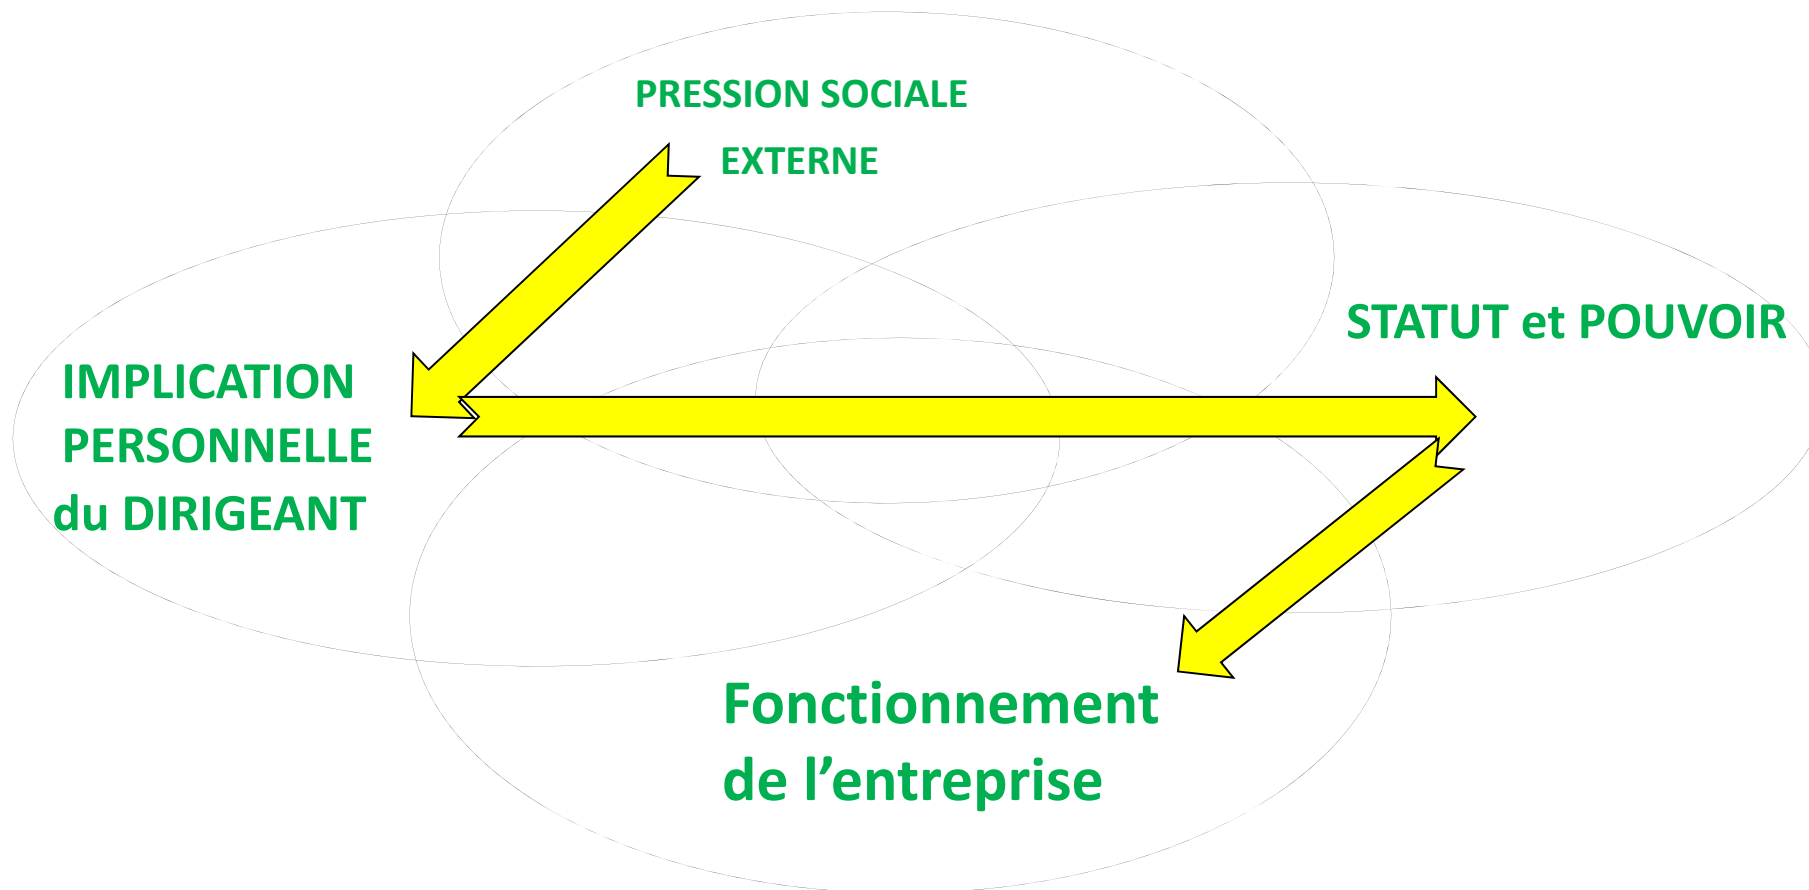 PRESSION SOCIALE
EXTERNE
STATUT et POUVOIR
IMPLICATION
PERSONNELLE
du DIRIGEANT
Fonctionnement
de l’entreprise